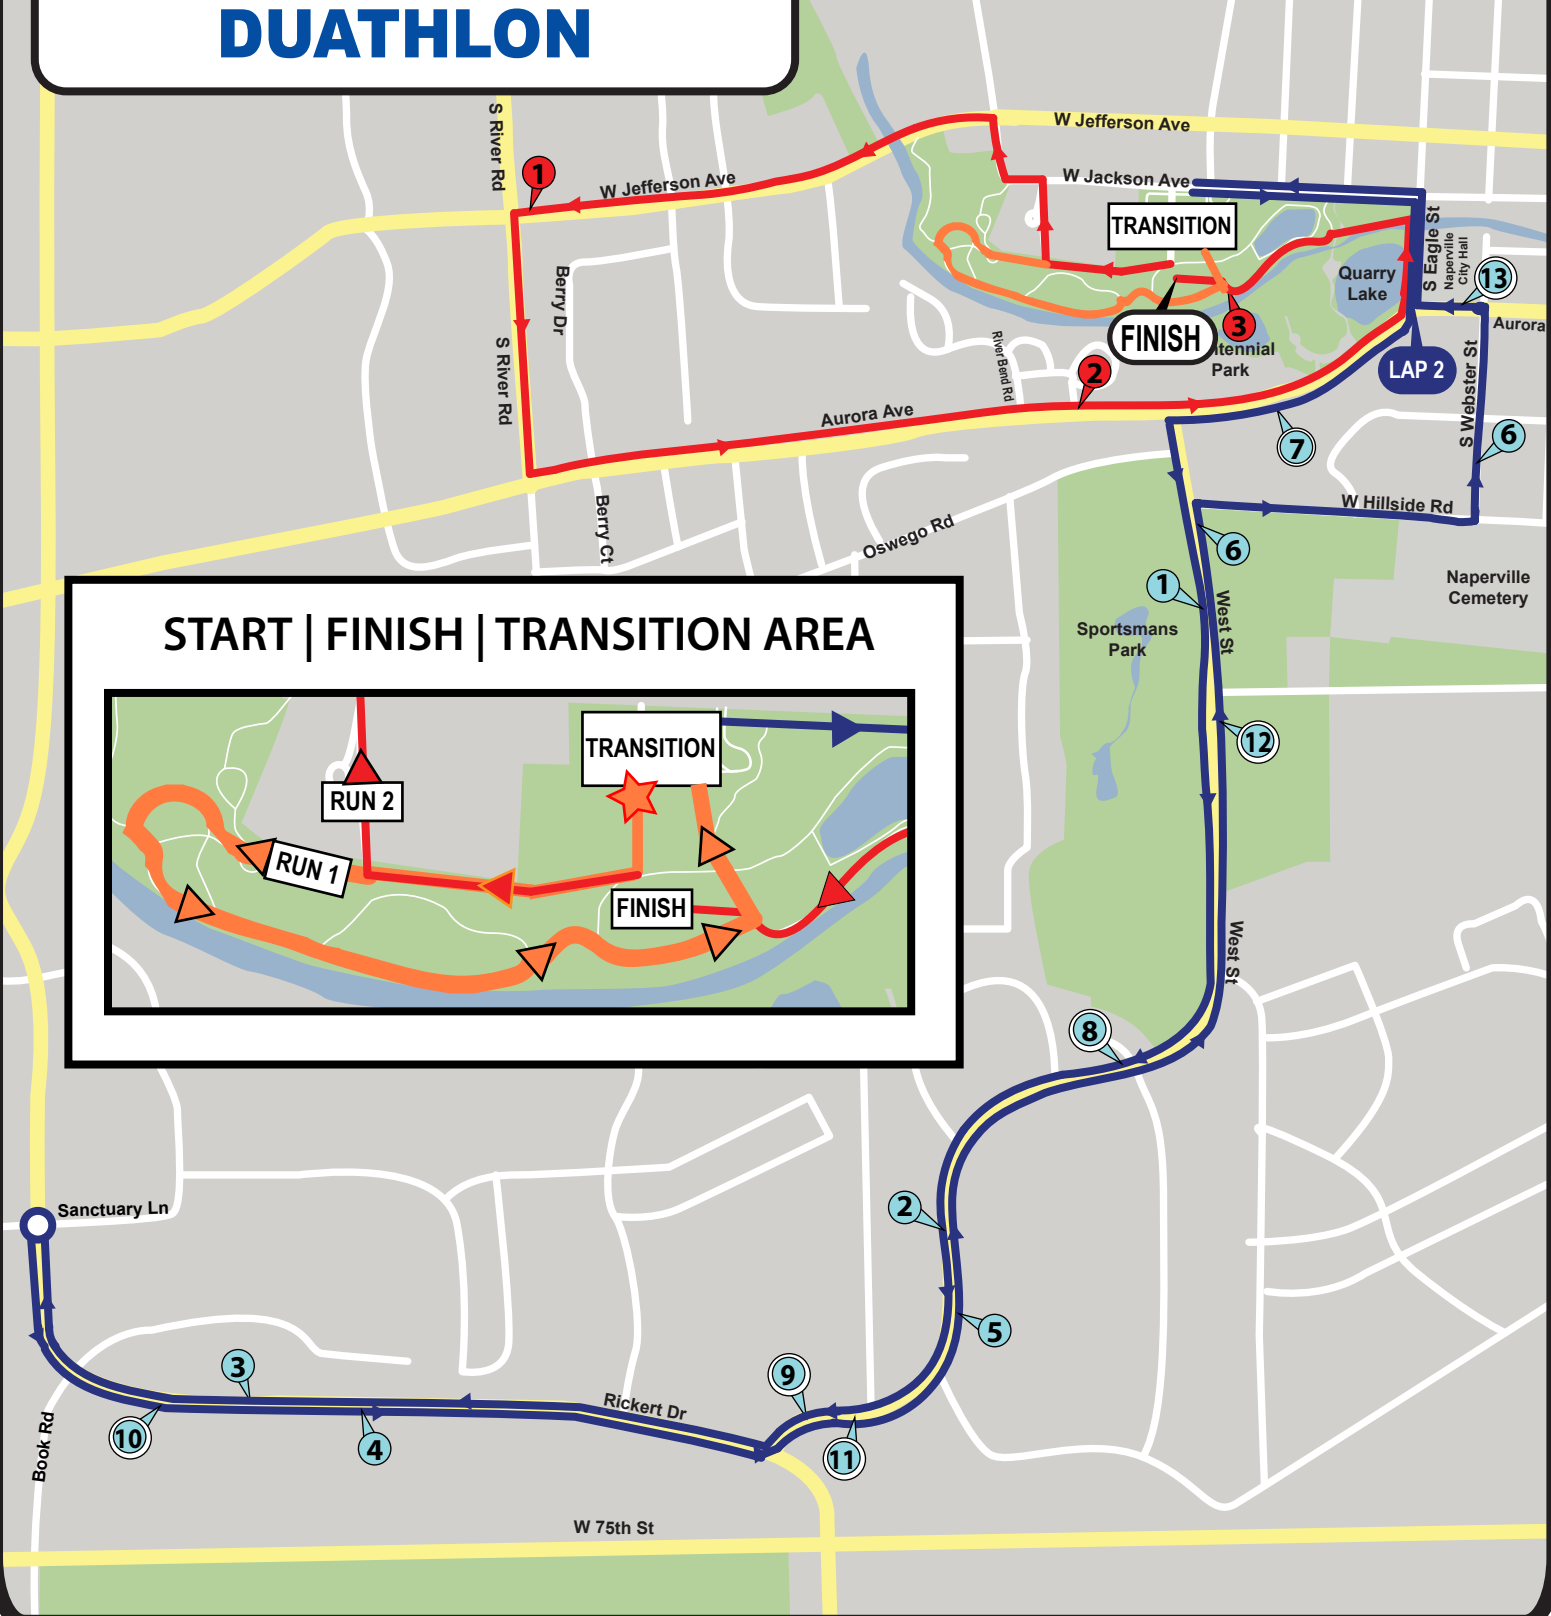 DUATHLON
S River Rd
W Jefferson Ave
1
W Jefferson Ave
W Jackson Ave
TRANSITION
S Eagle St
Naperville
City Hall
Quarry
Lake
13
Berry Dr
FINISH
3
Aurora
S River Rd
River Bend Rd
ntennial
Park
LAP 2
2
S Webster St
Aurora Ave
7
6
W Hillside Rd
Berry Ct
Oswego Rd
6
1
West St
Naperville
Cemetery
Sportsmans
Park
START | FINISH | TRANSITION AREA
TRANSITION
RUN 2
RUN 1
FINISH
12
West St
8
Sanctuary Ln
2
5
3
9
Rickert Dr
10
4
11
Book Rd
W 75th St